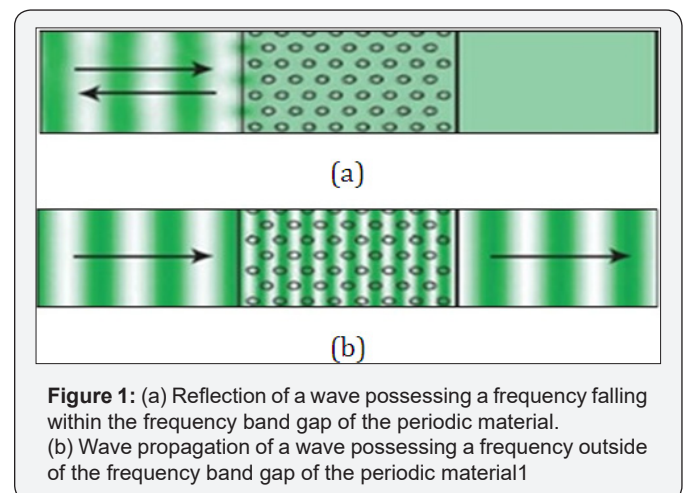 (a)
(b)
Figure 1: (a) Reflection of a wave possessing a frequency falling
within the frequency band gap of the periodic material.
(b) Wave propagation of a wave possessing a frequency outside
of the frequency band gap of the periodic material1